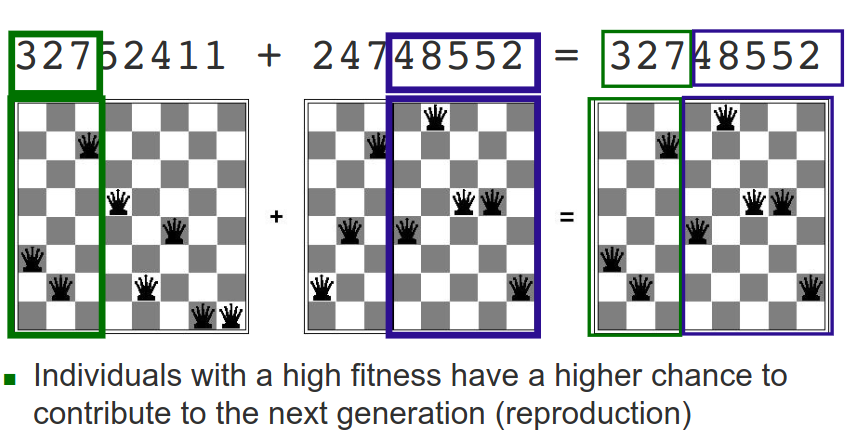 32752411 + 24748552 = 32748552
+ =
Individuals with a high fitness have a higher chance to
contribute to the next generation (reproduction)